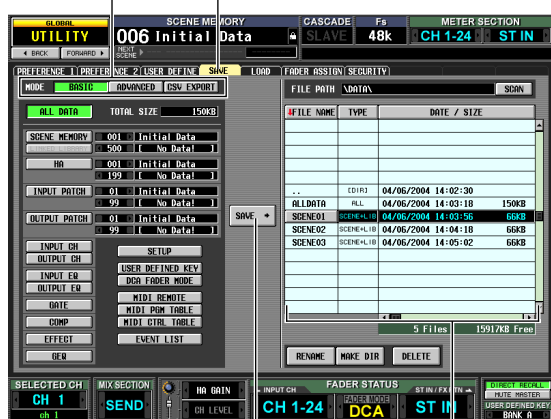 GLOBAL
UTILITY
BACK FORWARD
SCENE MEMORY
006 Initial Data
NEXT SCENE
CASCADE
SLAVE
Fs
48k
METER SECTION
CH 1-24 ST IN
PREFERENCE 1 PREFERENCE 2 USER DEFINE SAVE LOAD FADER ASSIGN SECURITY
MODE BASIC ADVANCED CSV EXPORT
FILE PATH \DATA\ SCAN
ALL DATA TOTAL SIZE 150KB
SCENE MEMORY 001 Initial Data
LINKED LIBRARY 500 [ No Data! ]
HA 001 Initial Data
199 [ No Data! ]
INPUT PATCH 01 Initial Data
99 [ No Data! ]
OUTPUT PATCH 01 Initial Data
99 [ No Data! ]
INPUT CH
OUTPUT CH
INPUT EQ
OUTPUT EQ
GATE
COMP
EFFECT
GEQ
SETUP
USER DEFINED KEY
DCA FADER MODE
MIDI REMOTE
MIDI PGM TABLE
MIDI CTRL TABLE
EVENT LIST
SAVE
FILE NAME TYPE DATE / SIZE
.. [DIR] 04/06/2004 14:02:30
ALLDATA ALL 04/06/2004 14:03:18 150KB
SCENE01 SCENE+LIB 04/06/2004 14:03:56 66KB
SCENE02 SCENE+LIB 04/06/2004 14:04:18 66KB
SCENE03 SCENE+LIB 04/06/2004 14:05:02 66KB
5 Files 15917KB Free
RENAME MAKE DIR DELETE
SELECTED CH
CH 1
ch 1
MIX SECTION
SEND
HA GAIN
CH LEVEL
FADER STATUS
INPUT CH
CH 1-24
FADER MODE
DCA
ST IN / FX RTN
ST IN
DIRECT RECALL
MUTE MASTER
USER DEFINED KEY
BANK A